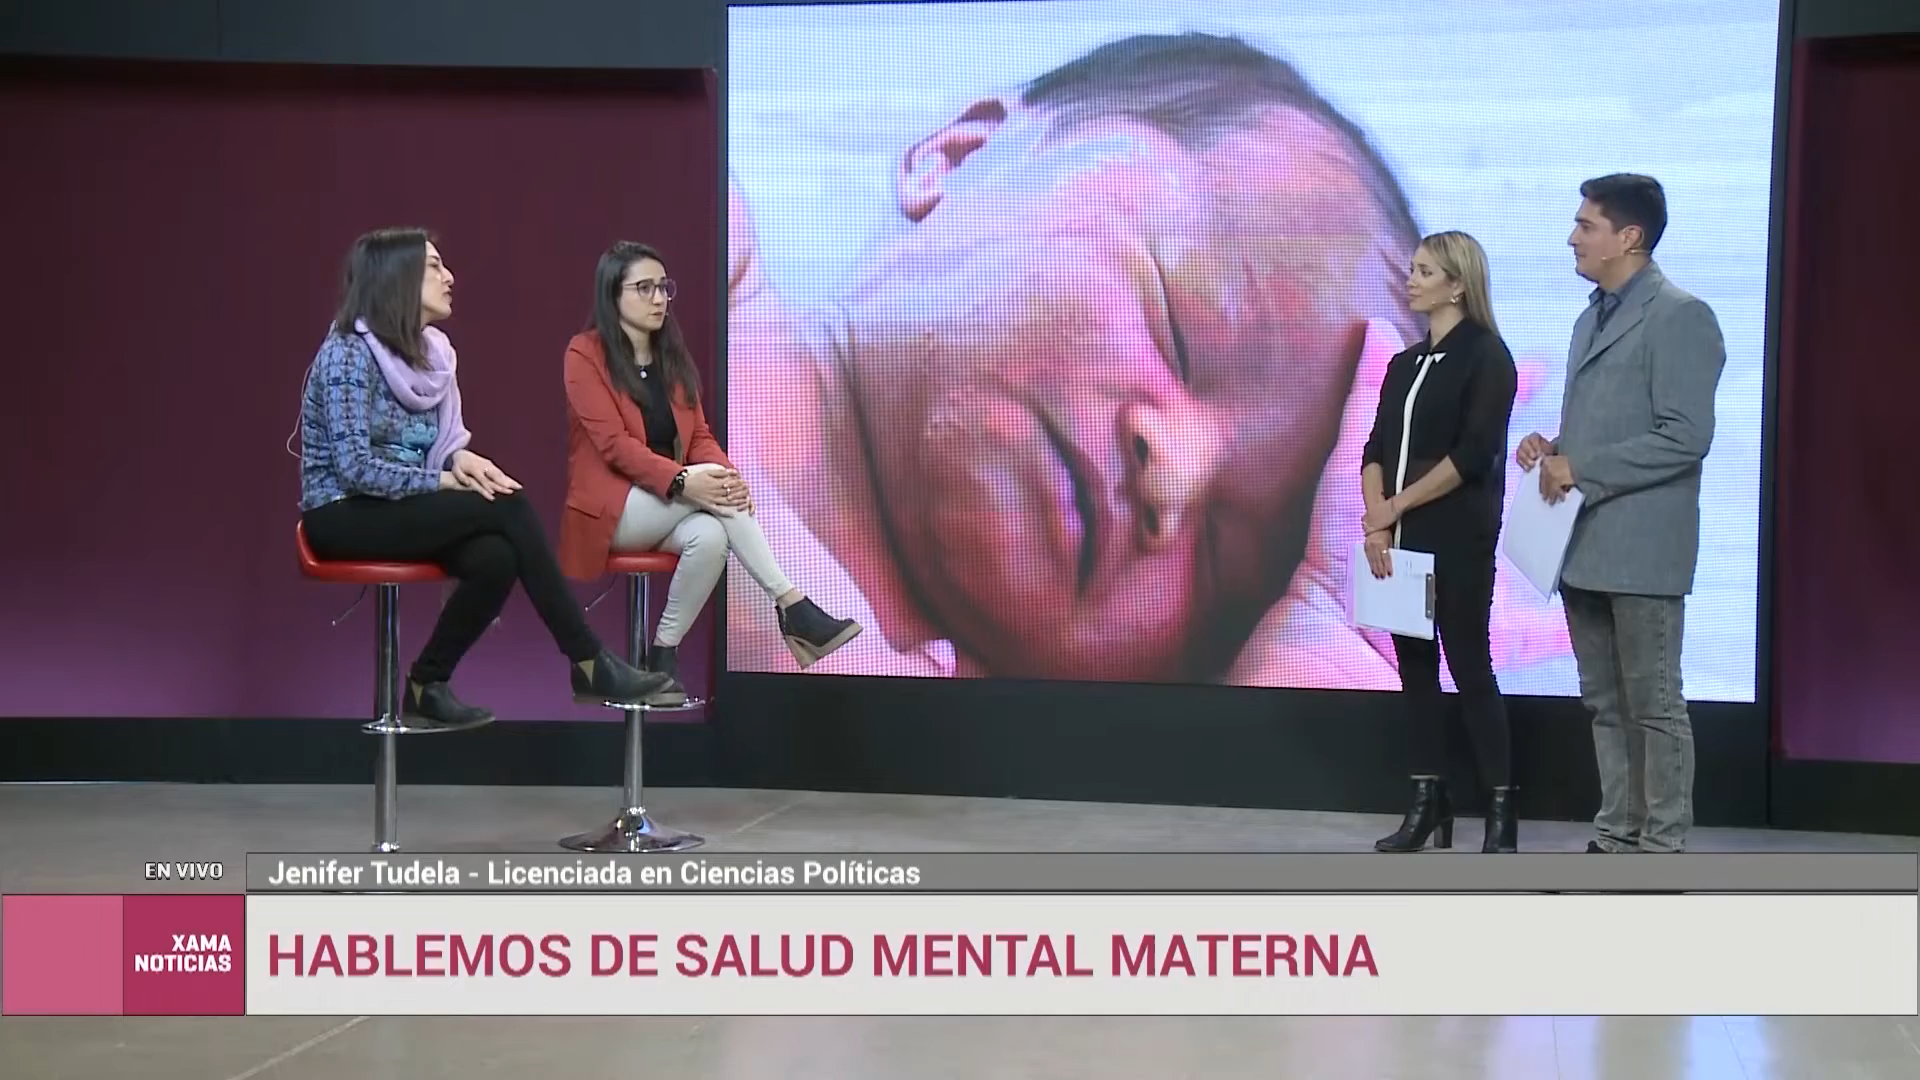 EN VIVO
Jenifer Tudela - Licenciada en Ciencias Políticas
XAMA
NOTICIAS
HABLEMOS DE SALUD MENTAL MATERNA